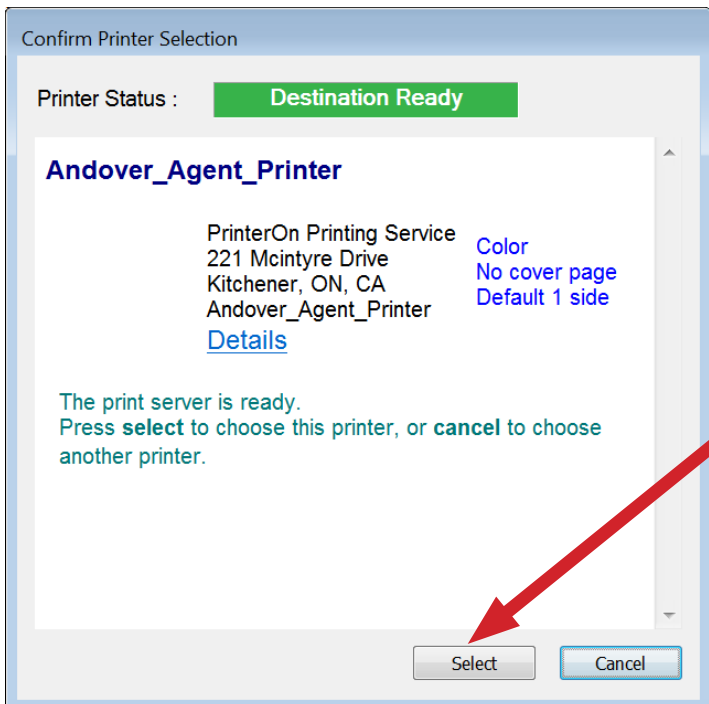 Confirm Printer Selection
Printer Status :
Destination Ready
Andover_Agent_Printer
PrinterOn Printing Service
221 Mcintyre Drive
Kitchener, ON, CA
Andover_Agent_Printer
Details
Color
No cover page
Default 1 side
The print server is ready.
Press select to choose this printer, or cancel to choose
another printer.
Select
Cancel